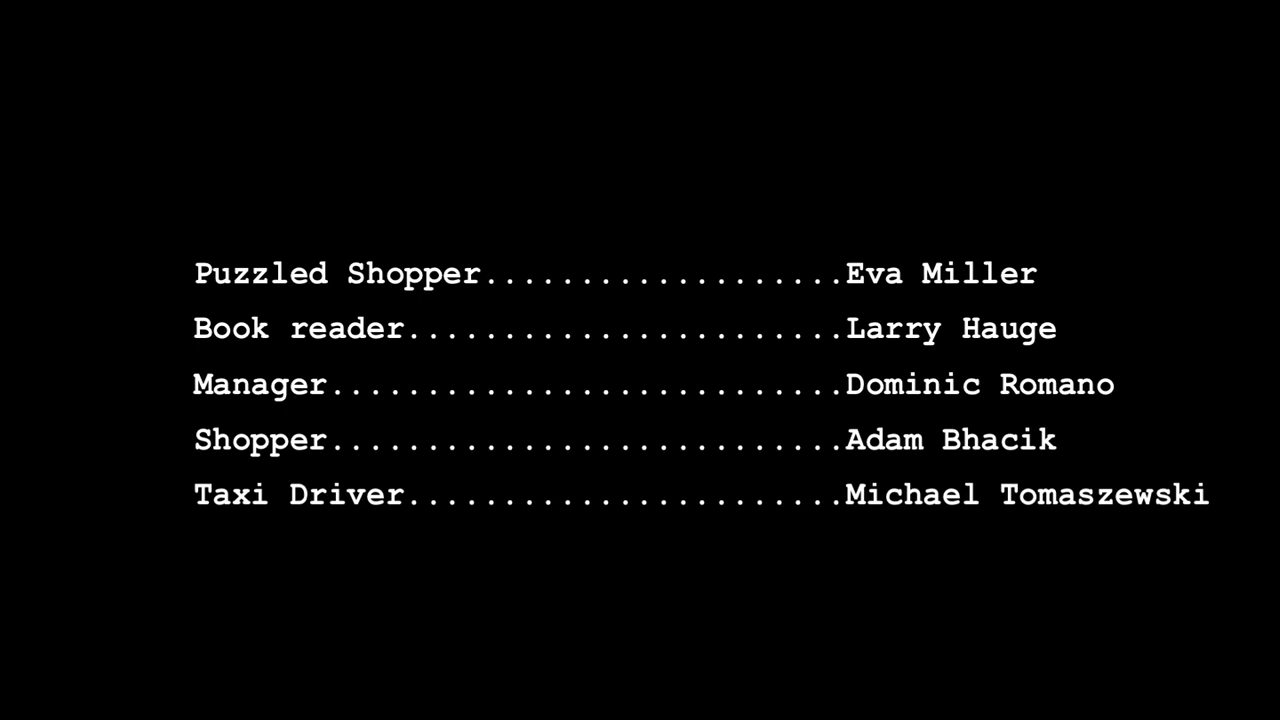 Puzzled Shopper...................Eva Miller
Book reader.......................Larry Hauge
Manager...........................Dominic Romano
Shopper...........................Adam Bhacik
Taxi Driver.......................Michael Tomaszewski